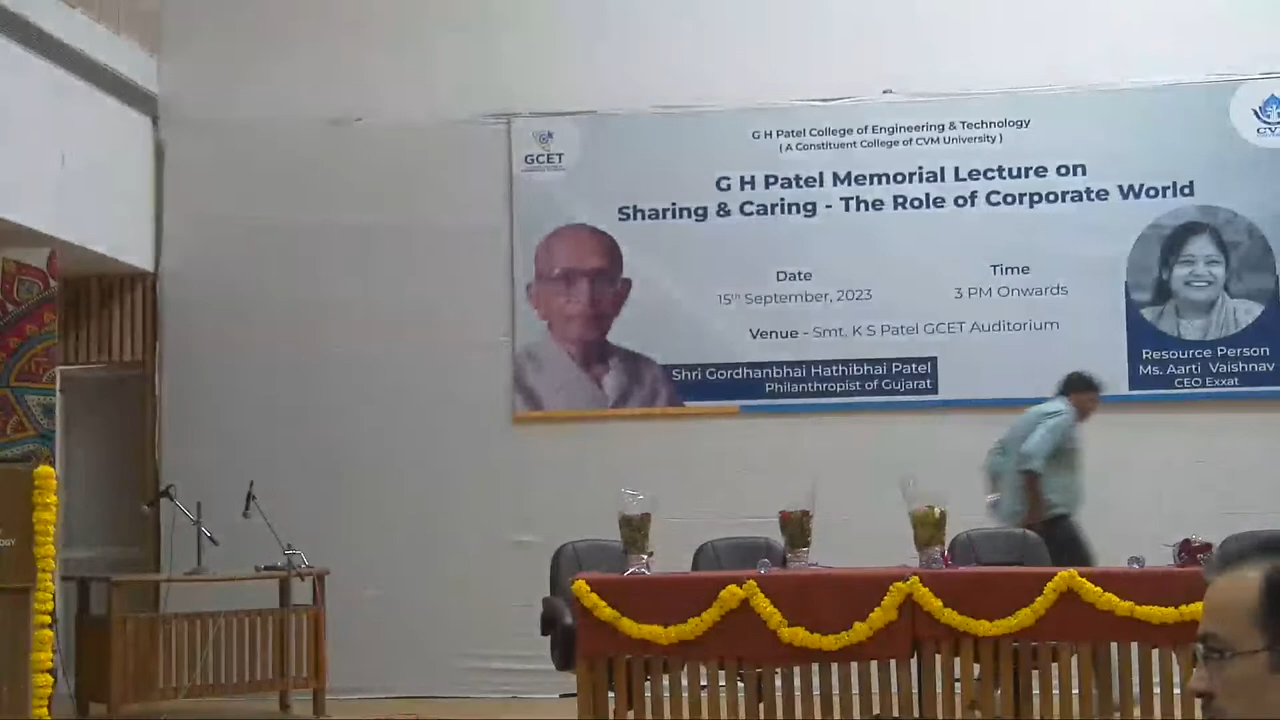 GCET
G H Patel College of Engineering & Technology
( A Constituent College of CVM University )
G H Patel Memorial Lecture on
Sharing & Caring - The Role of Corporate World
Date
15th September, 2023
Time
3 PM Onwards
Venue - Smt. K S Patel GCET Auditorium
Shri Gordhanbhai Hathibhai Patel
Philanthropist of Gujarat
Resource Person
Ms. Aarti Vaishnav
CEO Exxat